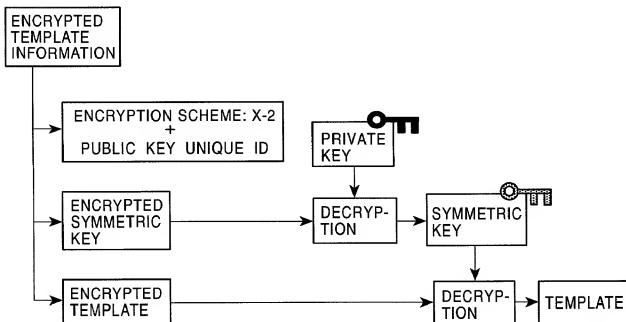 ENCRYPTED
TEMPLATE
INFORMATION
ENCRYPTION SCHEME: X-2
+
PUBLIC KEY UNIQUE ID
PRIVATE
KEY
ENCRYPTED
SYMMETRIC
KEY
DECRYP-
TION
SYMMETRIC
KEY
ENCRYPTED
TEMPLATE
DECRYP-
TION
TEMPLATE